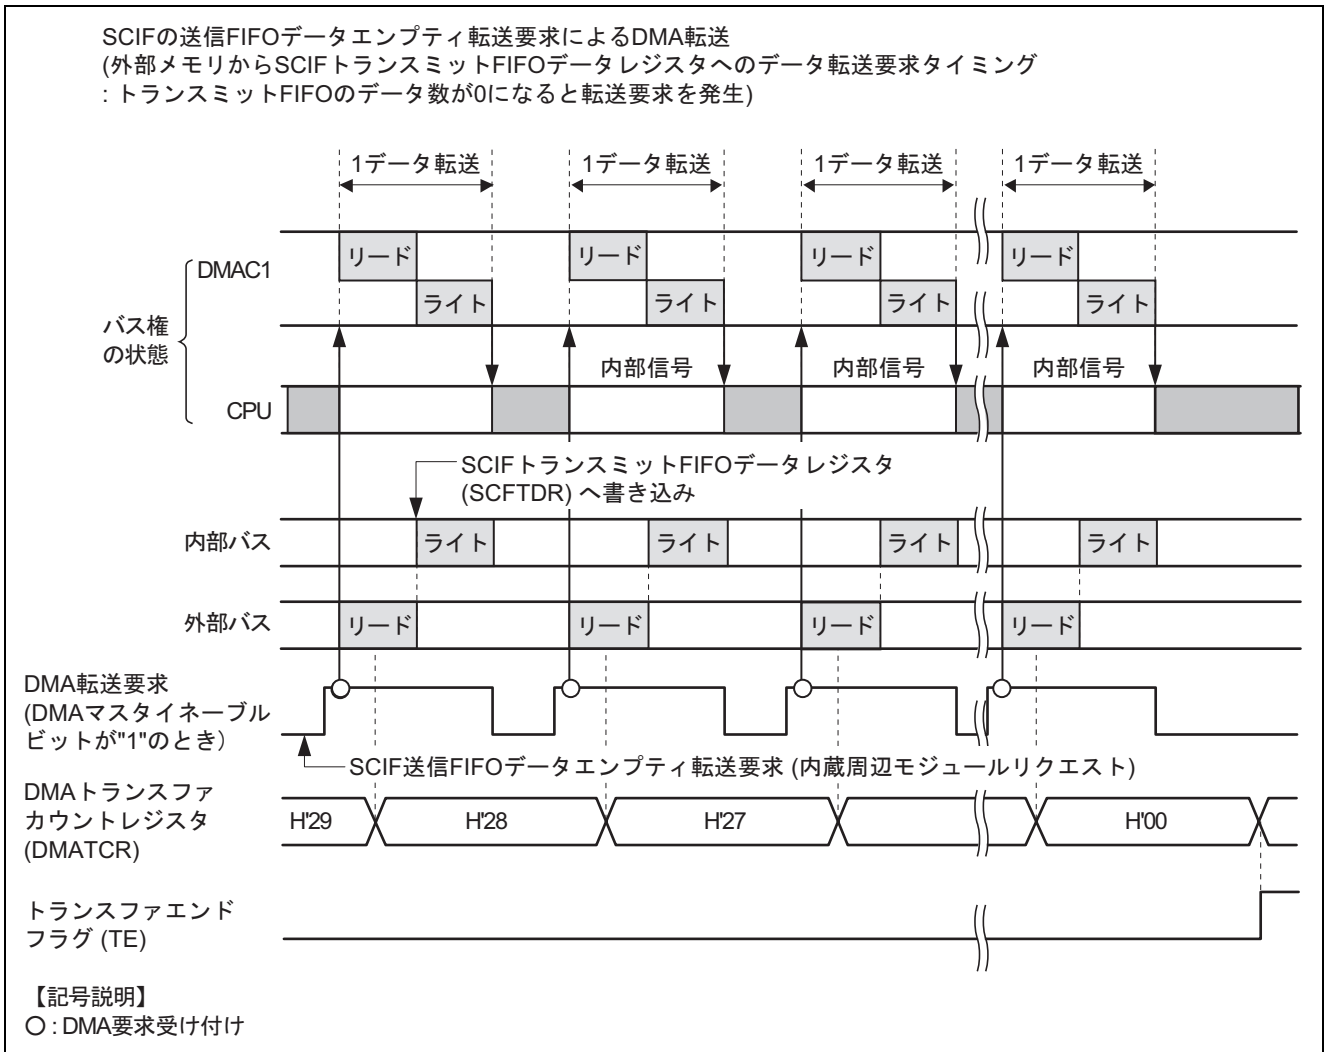 SCIFの送信FIFOデータエンプティ転送要求によるDMA転送
(外部メモリからSCIFトランスミットFIFOデータレジスタへのデータ転送要求タイミング
: トランスミットFIFOのデータ数が0になると転送要求を発生)
1データ転送 1データ転送 1データ転送 1データ転送
リード リード リード リード
DMAC1
ライト ライト ライト ライト
バス権
の状態
内部信号 内部信号 内部信号
CPU
SCIFトランスミットFIFOデータレジスタ
(SCFTDR) へ書き込み
内部バス ライト ライト ライト ライト
外部バス リード リード リード リード
DMA転送要求
(DMAマスタイネーブル
ビットが"1"のとき)
SCIF送信FIFOデータエンプティ転送要求 (内蔵周辺モジュールリクエスト)
DMAトランスファ
カウントレジスタ
(DMATCR)
H'29 H'28 H'27 H'00
トランスファエンド
フラグ (TE)
【記号説明】
○ : DMA要求受け付け